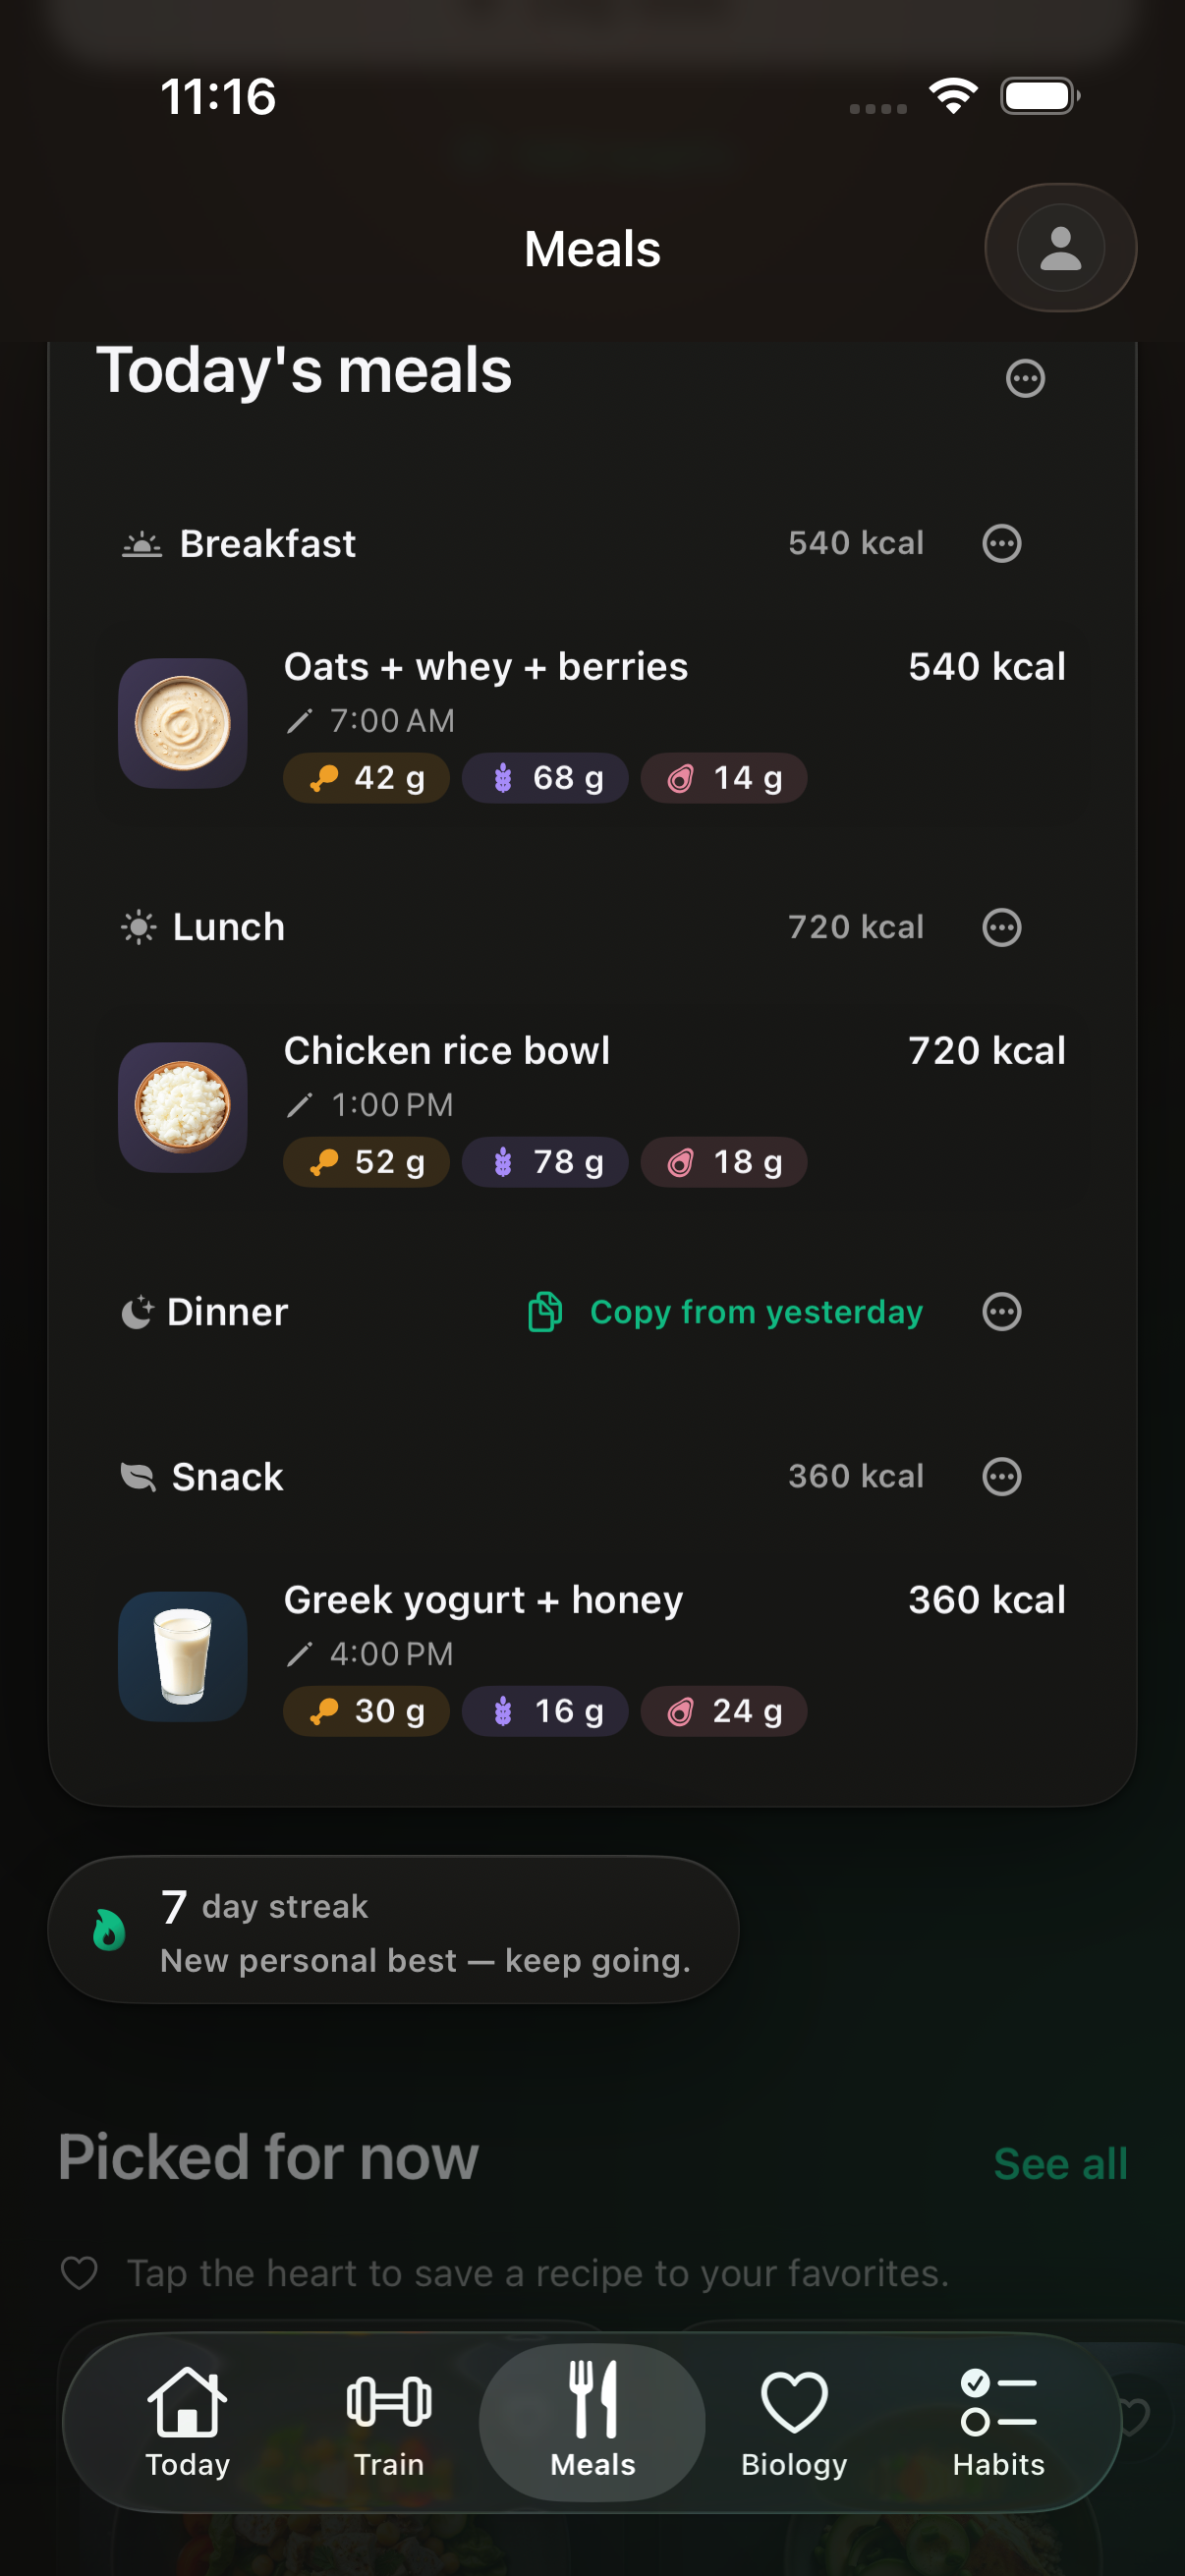 11:16
Meals
Today's meals
Breakfast 540 kcal
Oats + whey + berries 540 kcal
7:00 AM
42 g 68 g 14 g
Lunch 720 kcal
Chicken rice bowl 720 kcal
1:00 PM
52 g 78 g 18 g
Dinner Copy from yesterday
Snack 360 kcal
Greek yogurt + honey 360 kcal
4:00 PM
30 g 16 g 24 g
7 day streak
New personal best — keep going.
Picked for now See all
Tap the heart to save a recipe to your favorites.
Today Train Meals Biology Habits